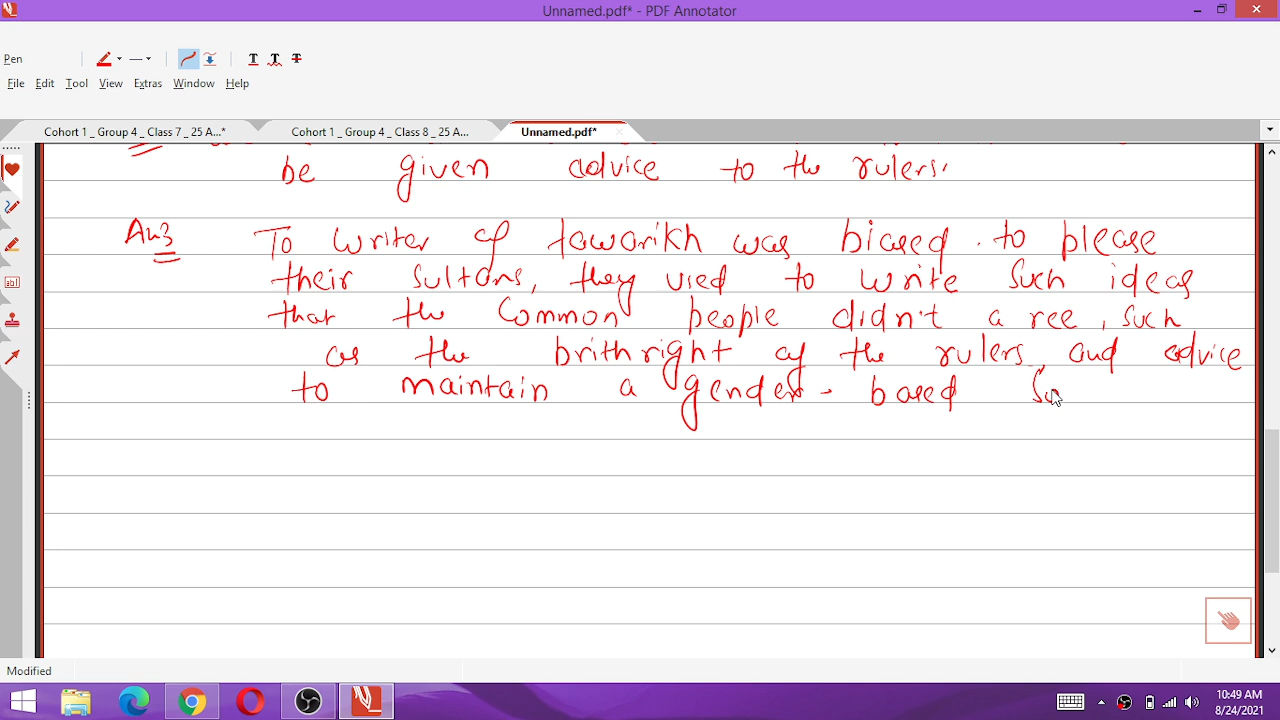 Unnamed.pdf* - PDF Annotator
Pen
T T T
File Edit Tool View Extras Window Help
Cohort 1 _ Group 4 _ Class 7 _ 25 A...* Cohort 1 _ Group 4 _ Class 8 _ 25 A... Unnamed.pdf*
be given advice to the rulers.
Ans To writer of tawarikh was biased. to please
their sultans, they used to write such ideas
that the common people didn't a ree, such
as the brithright of the rulers and advice
to maintain a gender - based
Modified
10:49 AM
8/24/2021